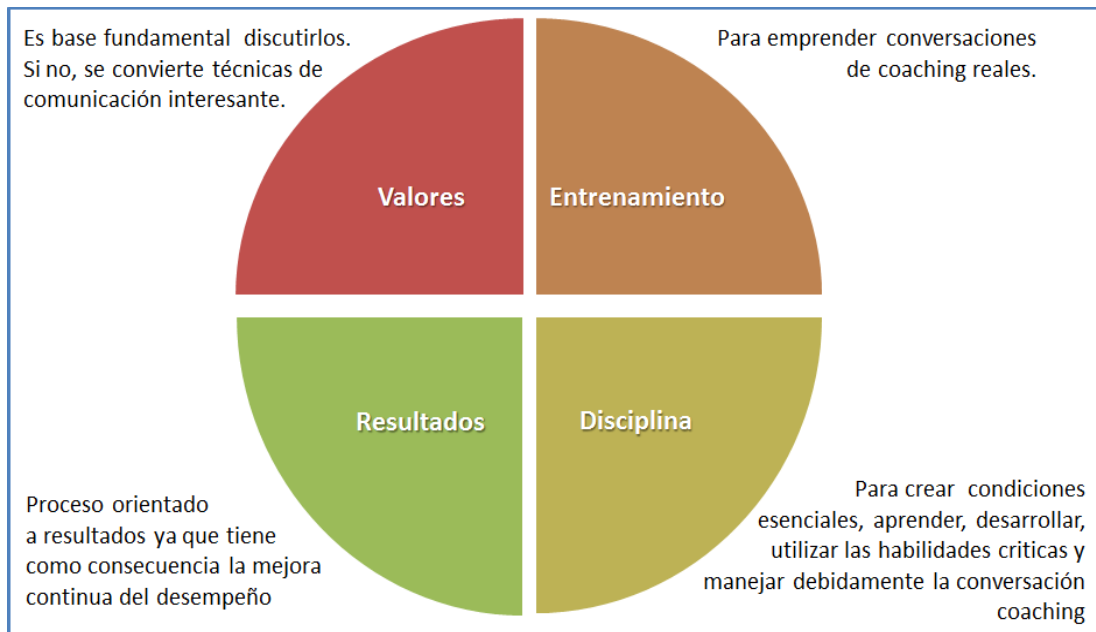 Es base fundamental discutirlos.
Si no, se convierte técnicas de
comunicación interesante.
Para emprender conversaciones
de coaching reales.
Valores
Entrenamiento
Resultados
Disciplina
Proceso orientado
a resultados ya que tiene
como consecuencia la mejora
continua del desempeño
Para crear condiciones
esenciales, aprender, desarrollar,
utilizar las habilidades criticas y
manejar debidamente la conversación
coaching